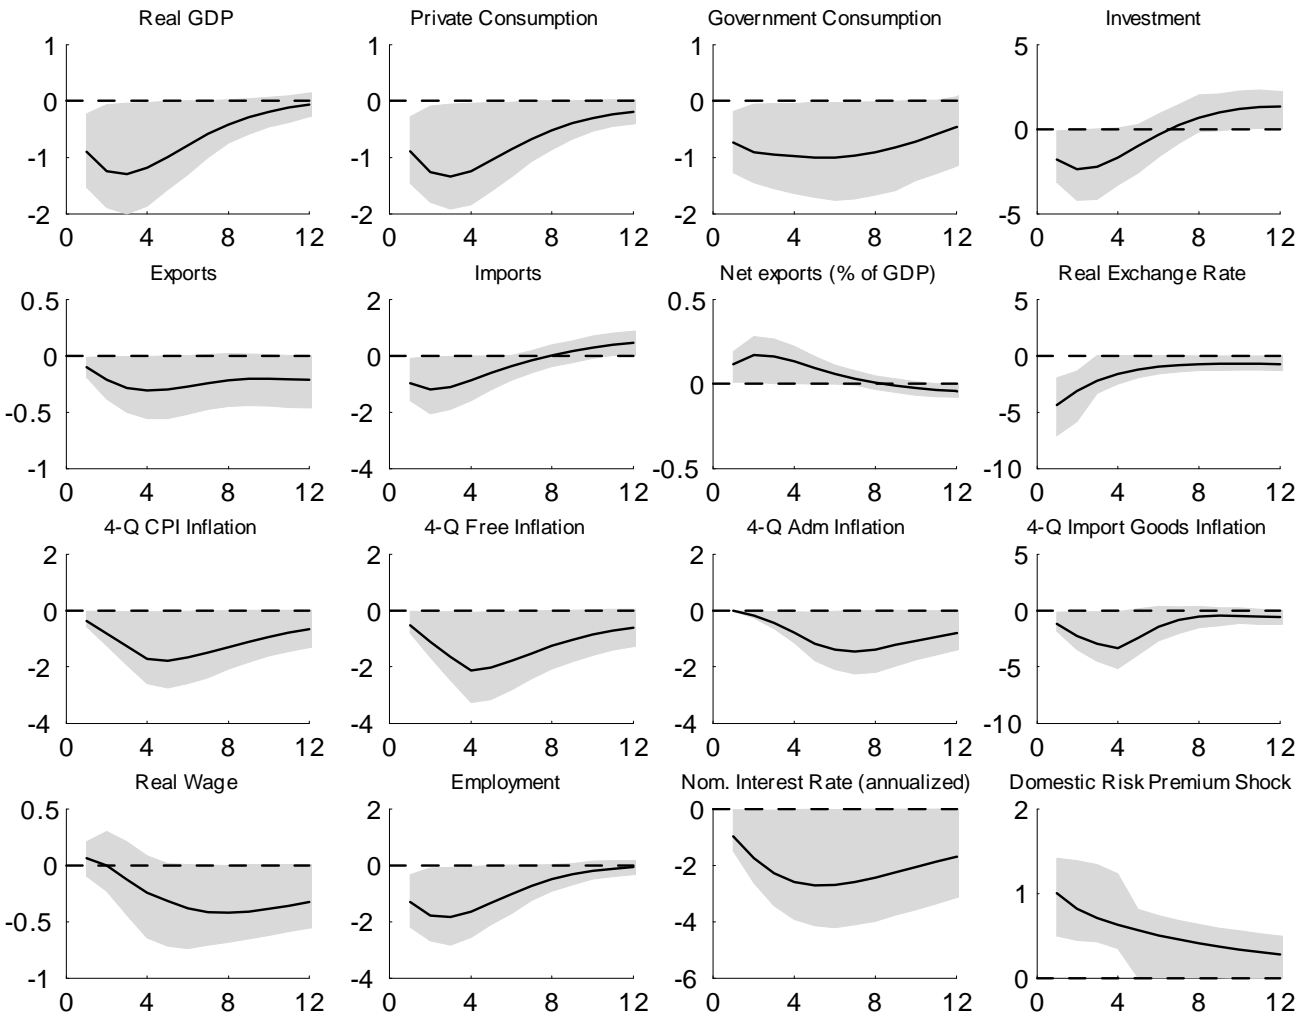 Real GDP
Private Consumption
Government Consumption
Investment
1
0
-1
-2
0 4 8 12
1
0
-1
-2
0 4 8 12
1
0
-1
-2
0 4 8 12
5
0
-5
0 4 8 12
Exports
Imports
Net exports (% of GDP)
Real Exchange Rate
0.5
0
-0.5
-1
0 4 8 12
2
0
-2
-4
0 4 8 12
0.5
0
-0.5
0 4 8 12
5
0
-5
-10
0 4 8 12
4-Q CPI Inflation
4-Q Free Inflation
4-Q Adm Inflation
4-Q Import Goods Inflation
2
0
-2
-4
0 4 8 12
2
0
-2
-4
0 4 8 12
2
0
-2
-4
0 4 8 12
5
0
-5
-10
0 4 8 12
Real Wage
Employment
Nom. Interest Rate (annualized)
Domestic Risk Premium Shock
0.5
0
-0.5
-1
0 4 8 12
2
0
-2
-4
0 4 8 12
0
-2
-4
-6
0 4 8 12
2
1
0
0 4 8 12